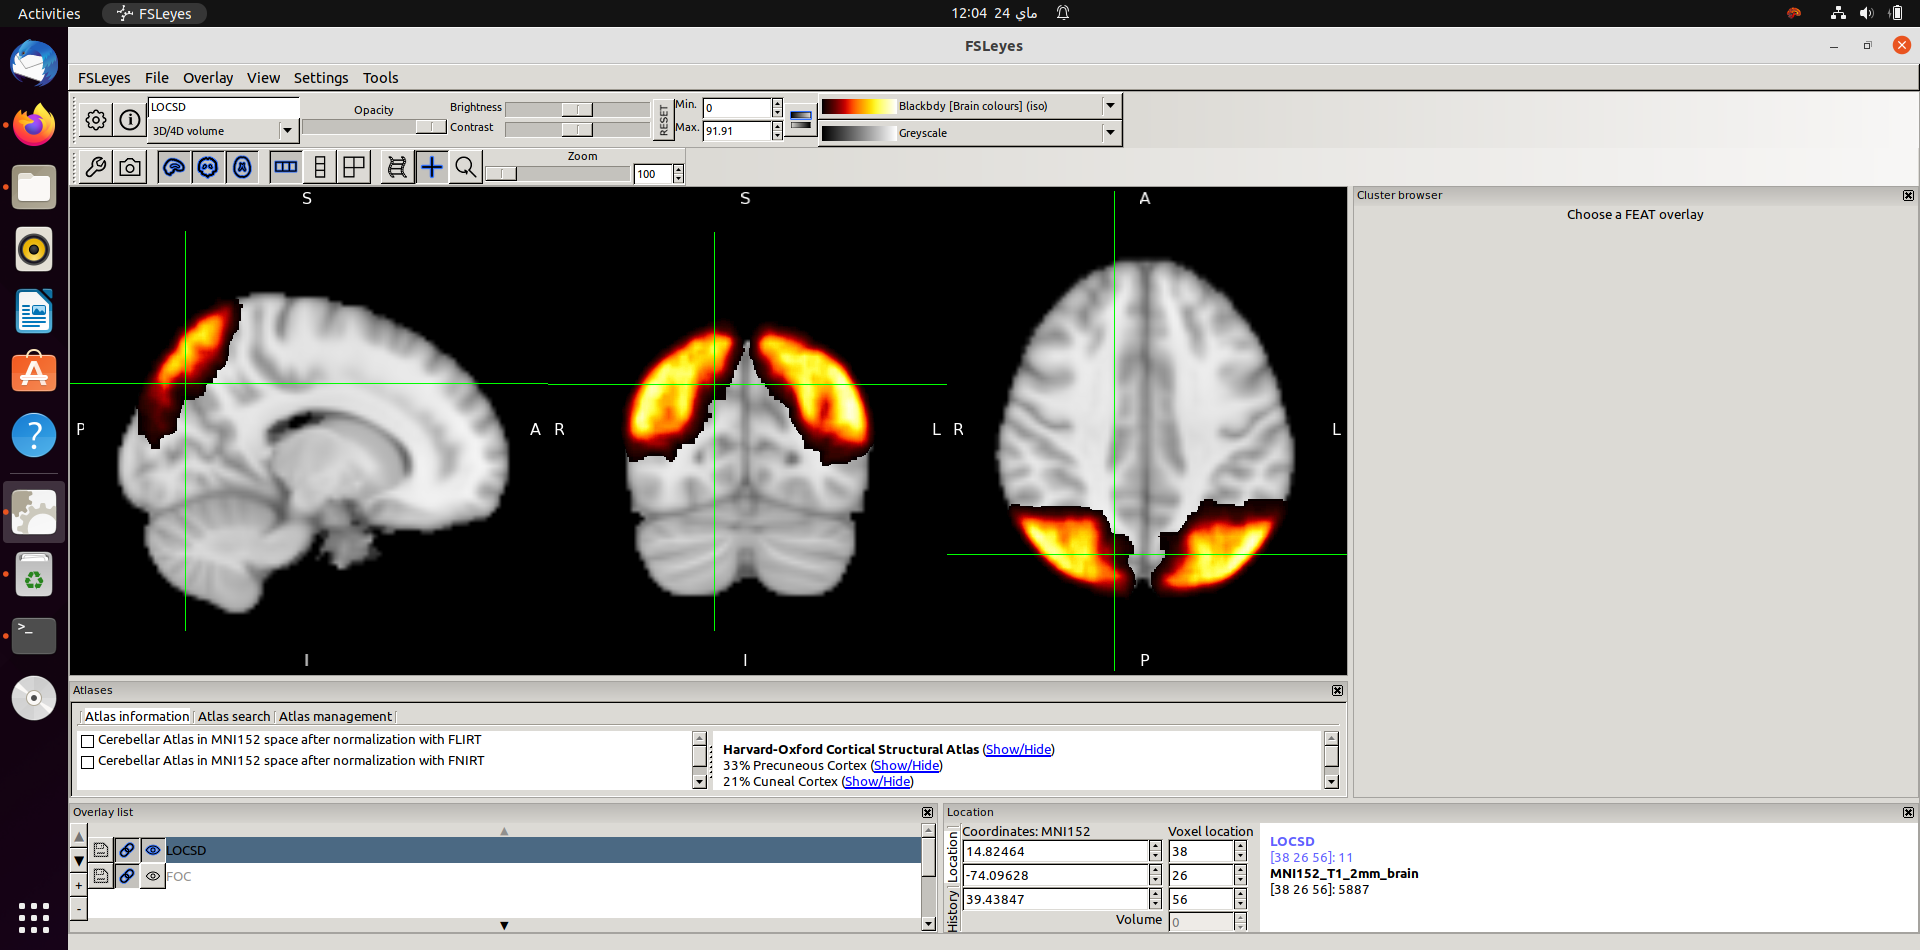 Activities
FSLeyes
12:04 24 ماي
FSLeyes
FSLeyes File Overlay View Settings Tools
LOCSD
3D/4D volume
Opacity
Brightness
Contrast
RESET
Min.
0
Max.
91.91
Blackbdy [Brain colours] (iso)
Greyscale
Zoom
100
S
P
A
I
S
R
L
I
A
R
L
P
Cluster browser
Choose a FEAT overlay
Atlases
Atlas information Atlas search Atlas management
Cerebellar Atlas in MNI152 space after normalization with FLIRT
Cerebellar Atlas in MNI152 space after normalization with FNIRT
Harvard-Oxford Cortical Structural Atlas (Show/Hide)
33% Precuneous Cortex (Show/Hide)
21% Cuneal Cortex (Show/Hide)
Overlay list
LOCSD
FOC
Location
Location
History
Coordinates: MNI152 Voxel location
14.82464 38
-74.09628 26
39.43847 56
Volume 0
LOCSD
[38 26 56]: 11
MNI152_T1_2mm_brain
[38 26 56]: 5887